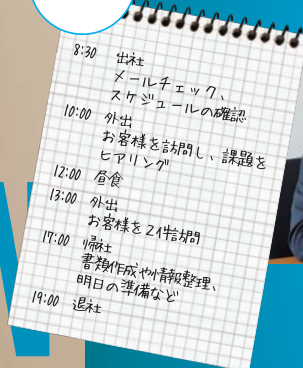 8:30 出社
メールチェック、
スケジュールの確認
10:00 外出
お客様を訪問し、課題を
ヒアリング
12:00 昼食
13:00 外出
お客様を2件訪問
17:00 帰社
書類作成や情報整理、
明日の準備など
19:00 退社